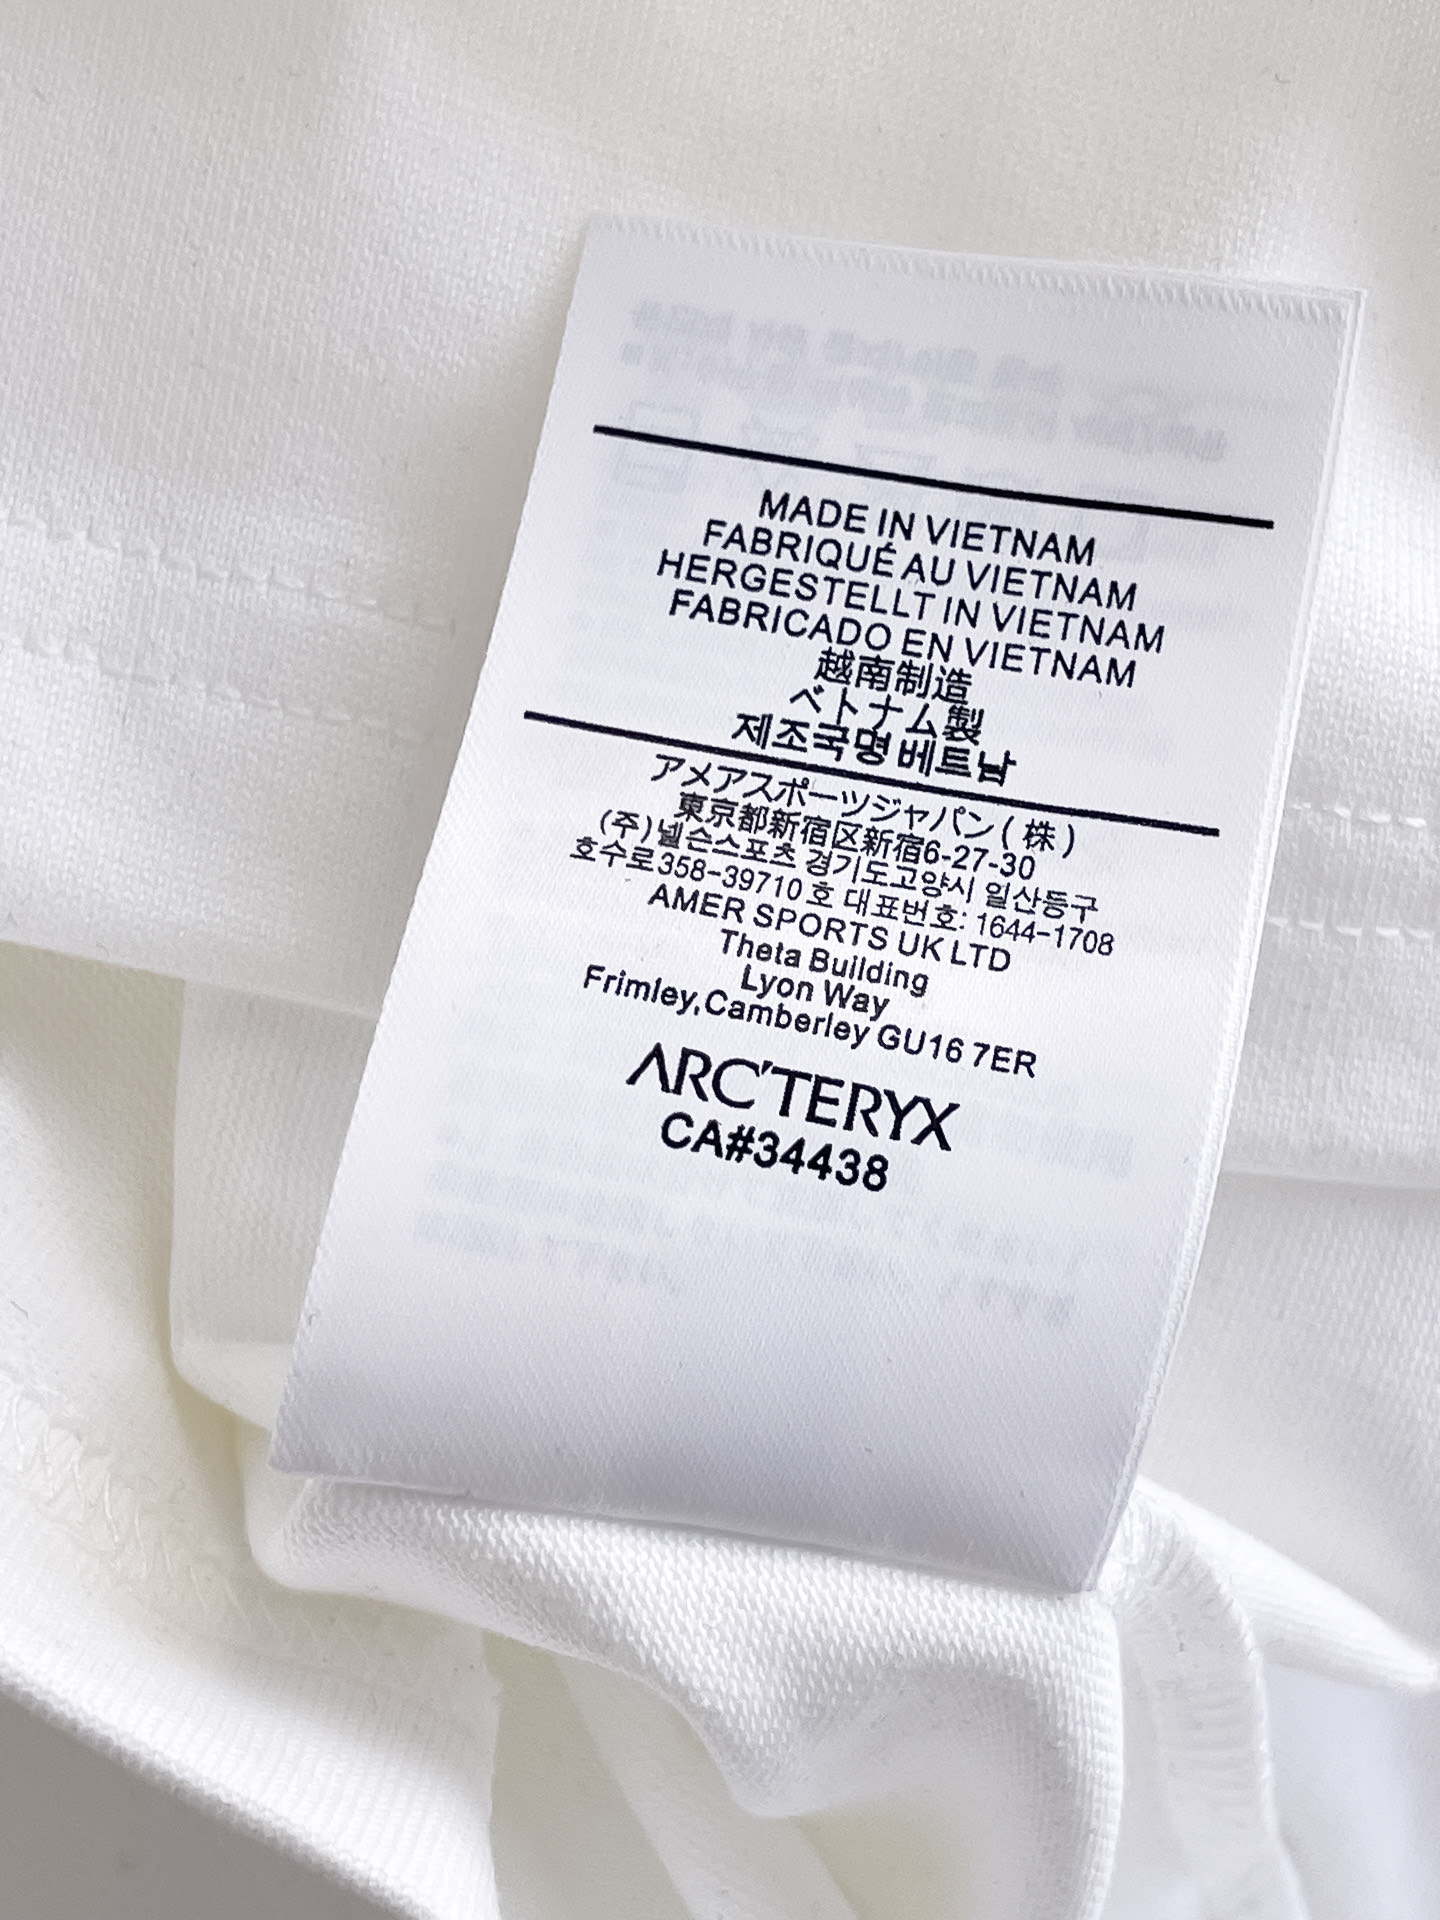 MADE IN VIETNAM
FABRIQUÉ AU VIETNAM
HERGESTELLT IN VIETNAM
FABRICADO EN VIETNAM
越南制造
ベトナム製
제조국명 베트남
アメアスポーツジャパン(株)
東京都新宿区新宿6-27-30
(주)넬슨스포츠 경기도고양시 일산동구
호수로358-39710호 대표번호: 1644-1708
AMER SPORTS UK LTD
Theta Building
Lyon Way
Frimley,Camberley GU16 7ER
ARC'TERYX
CA#34438